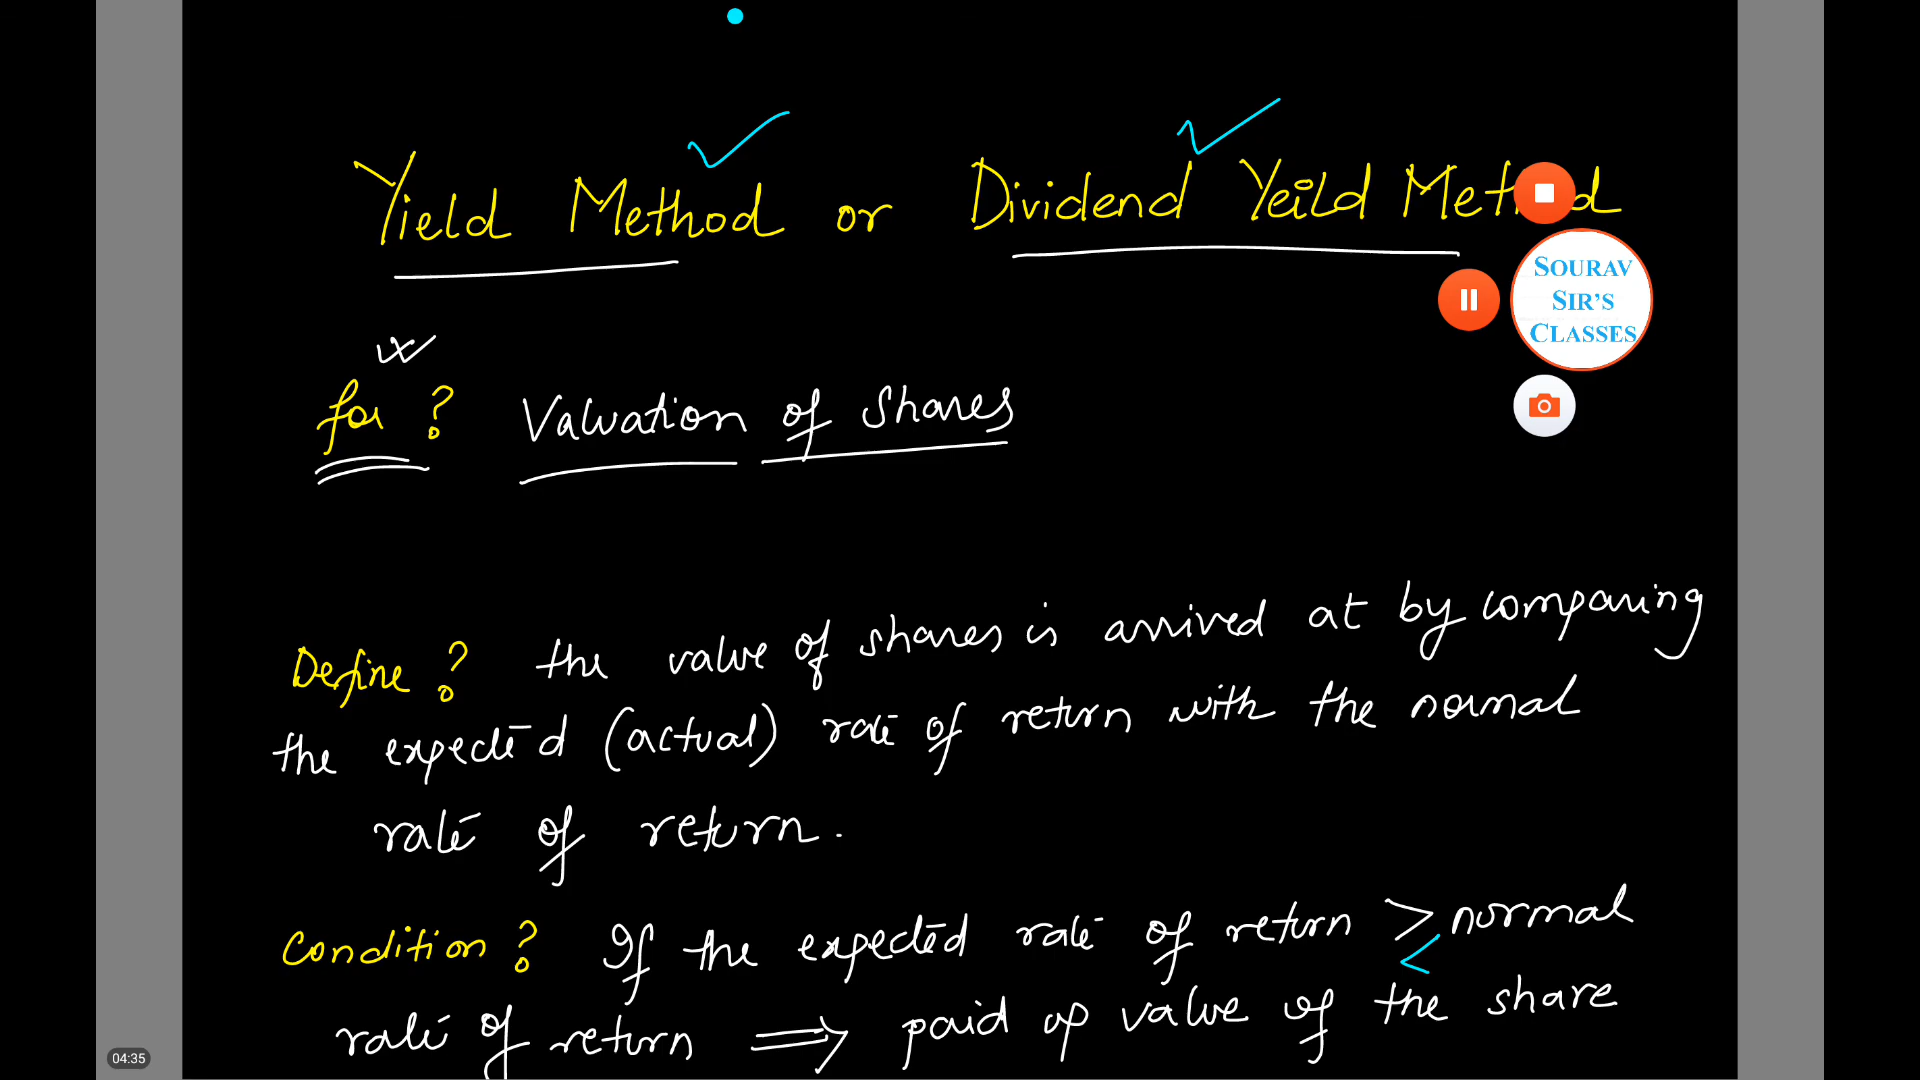 Yield Method or Dividend Yeild Method
SOURAV
SIR'S
CLASSES
for ? Valuation of shares
Define ? the value of shares is arrived at by comparing
the expected (actual) rate of return with the normal
rate of return.
Condition ? If the expected rate of return > normal
<
rate of return ⇒ paid up value of the share
04:35